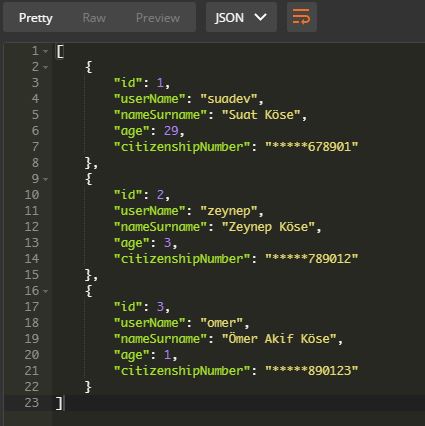 Pretty Raw Preview JSON
1 [
2 {
3 "id": 1,
4 "userName": "suadev",
5 "nameSurname": "Suat Köse",
6 "age": 29,
7 "citizenshipNumber": "*****678901"
8 },
9 {
10 "id": 2,
11 "userName": "zeynep",
12 "nameSurname": "Zeynep Köse",
13 "age": 3,
14 "citizenshipNumber": "*****789012"
15 },
16 {
17 "id": 3,
18 "userName": "omer",
19 "nameSurname": "Ömer Akif Köse",
20 "age": 1,
21 "citizenshipNumber": "*****890123"
22 }
23 ]